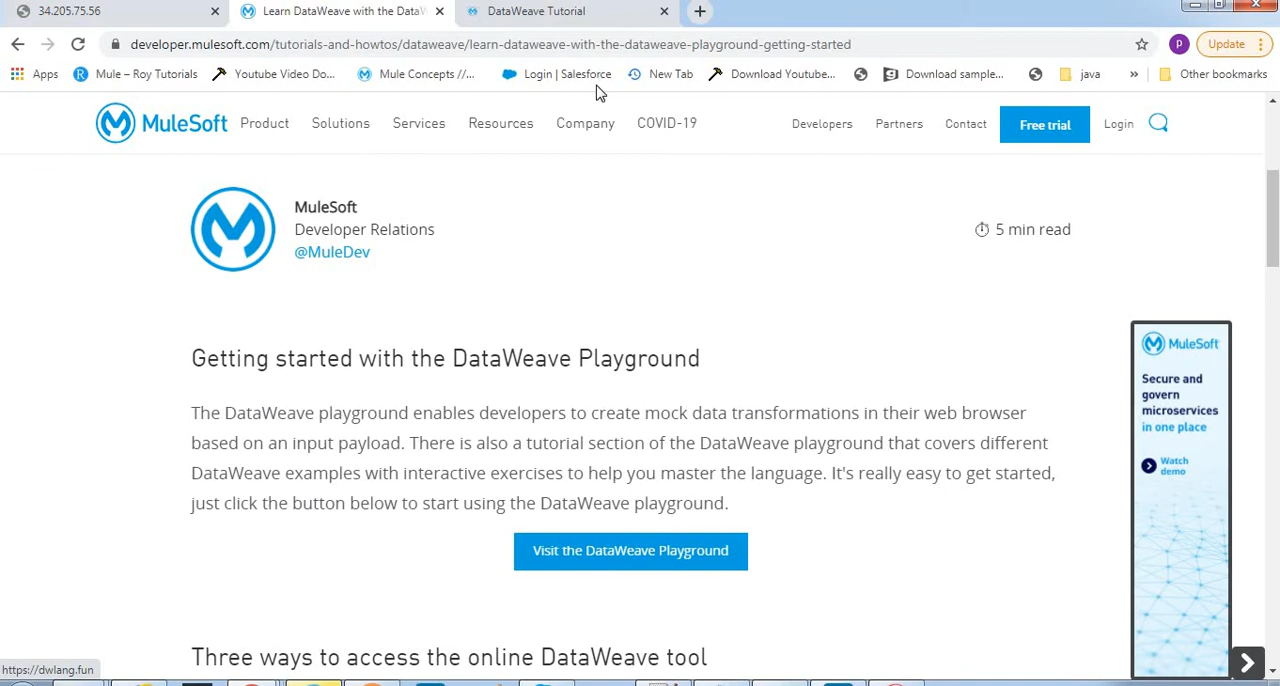 34.205.75.56
Learn DataWeave with the DataW
DataWeave Tutorial
developer.mulesoft.com/tutorials-and-howtos/dataweave/learn-dataweave-with-the-dataweave-playground-getting-started
Update
Apps
Mule – Roy Tutorials
Youtube Video Do...
Mule Concepts //...
Login | Salesforce
New Tab
Download Youtube...
Download sample...
java
»
Other bookmarks
MuleSoft
Product
Solutions
Services
Resources
Company
COVID-19
Developers
Partners
Contact
Free trial
Login
MuleSoft
Developer Relations
@MuleDev
5 min read
Getting started with the DataWeave Playground
The DataWeave playground enables developers to create mock data transformations in their web browser
based on an input payload. There is also a tutorial section of the DataWeave playground that covers different
DataWeave examples with interactive exercises to help you master the language. It's really easy to get started,
just click the button below to start using the DataWeave playground.
Visit the DataWeave Playground
Three ways to access the online DataWeave tool
MuleSoft
Secure and
govern
microservices
in one place
Watch
demo
https://dwlang.fun